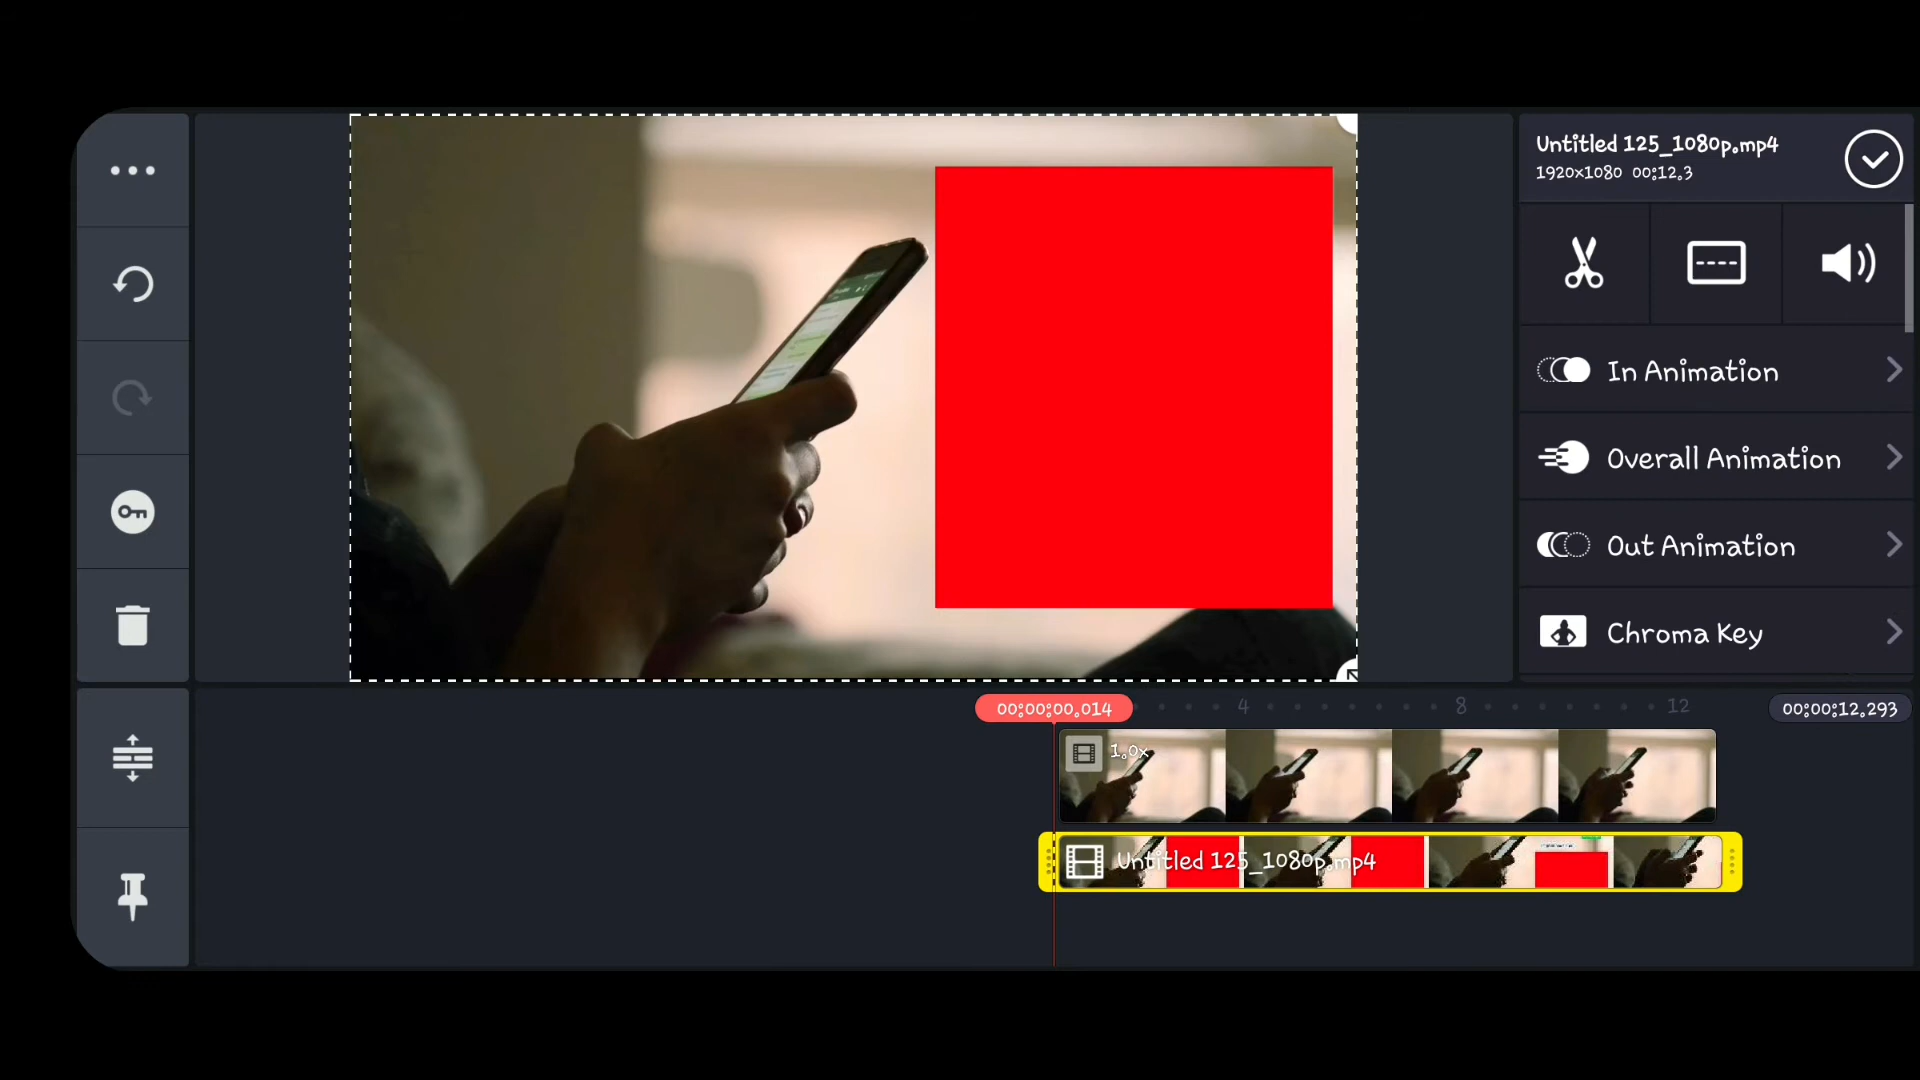 Untitled 125_1080p.mp4
1920x1080 00:12.3
In Animation
Overall Animation
Out Animation
Chroma Key
00:00:00.014
4
8
12
00:00:12.293
1.0x
Untitled 125_1080p.mp4